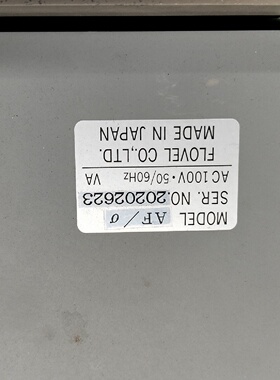 MODEL AF/σ
SER. NO.20202623
AC 100V・50/60Hz VA
FLOVEL CO.,LTD.
MADE IN JAPAN